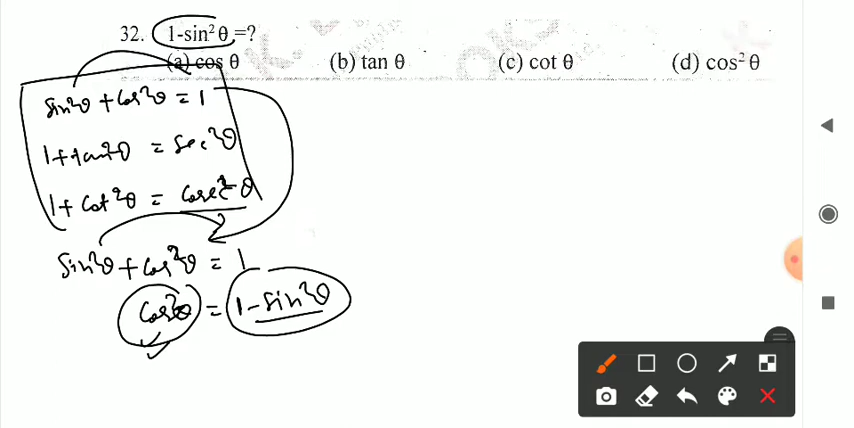 32. 1-sin² θ =?
(a) cos θ (b) tan θ (c) cot θ (d) cos² θ
sin²θ + cos²θ = 1
1 + tan²θ = sec²θ
1 + cot²θ = cosec²θ
sin²θ + cos²θ = 1
cos²θ = 1 - sin²θ